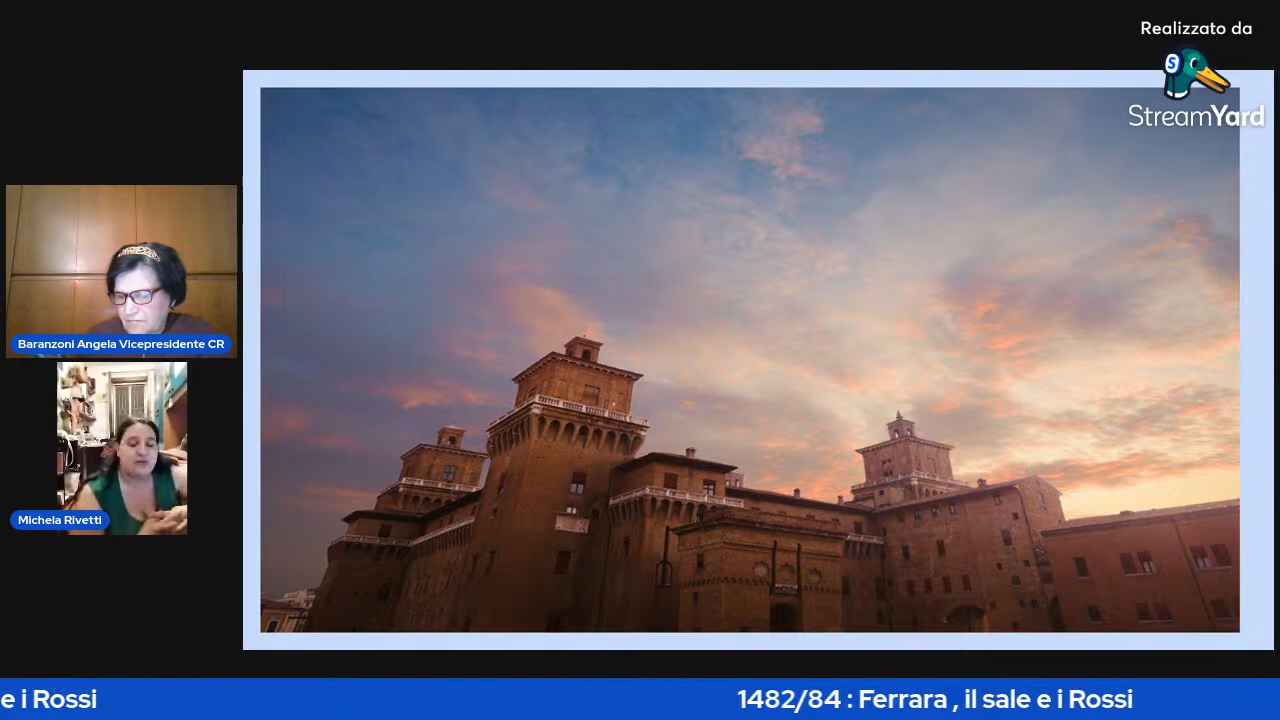 Realizzato da
StreamYard
Baranzoni Angela Vicepresidente CR
Michela Rivetti
e i Rossi
1482/84 : Ferrara , il sale e i Rossi